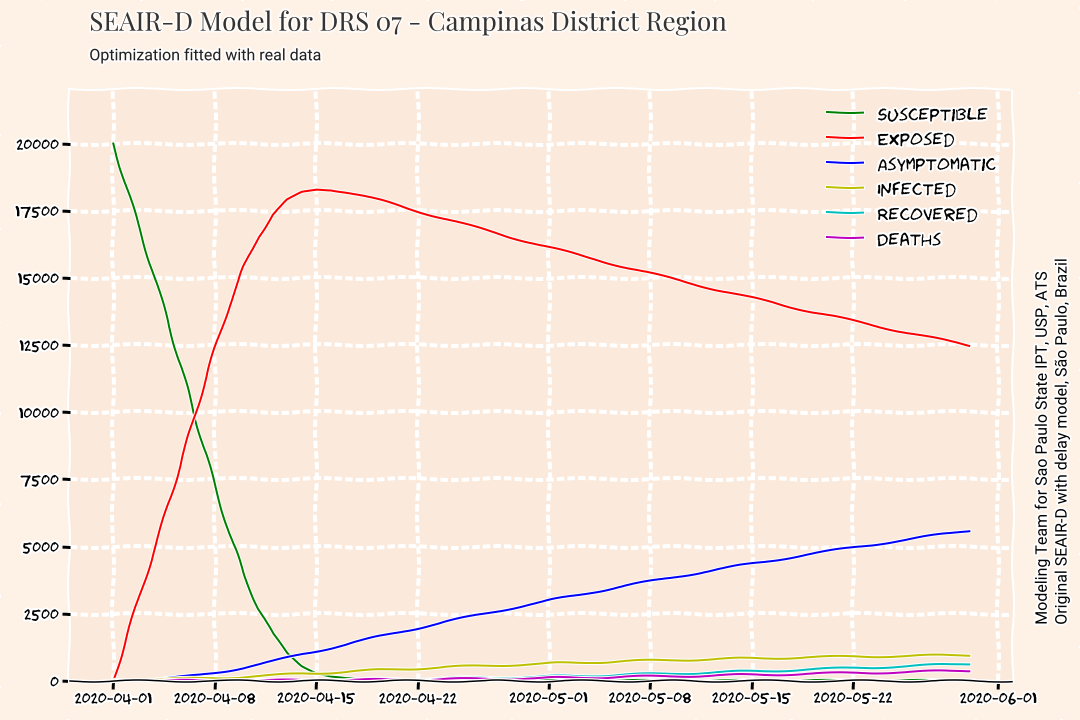 SEAIR-D Model for DRS 07 - Campinas District Region
Optimization fitted with real data
SUSCEPTIBLE
EXPOSED
ASYMPTOMATIC
INFECTED
RECOVERED
DEATHS
20000
17500
15000
12500
10000
7500
5000
2500
0
2020-04-01 2020-04-08 2020-04-15 2020-04-22 2020-05-01 2020-05-08 2020-05-15 2020-05-22 2020-06-01
Modeling Team for Sao Paulo State IPT, USP, ATS
Original SEAIR-D with delay model, São Paulo, Brazil